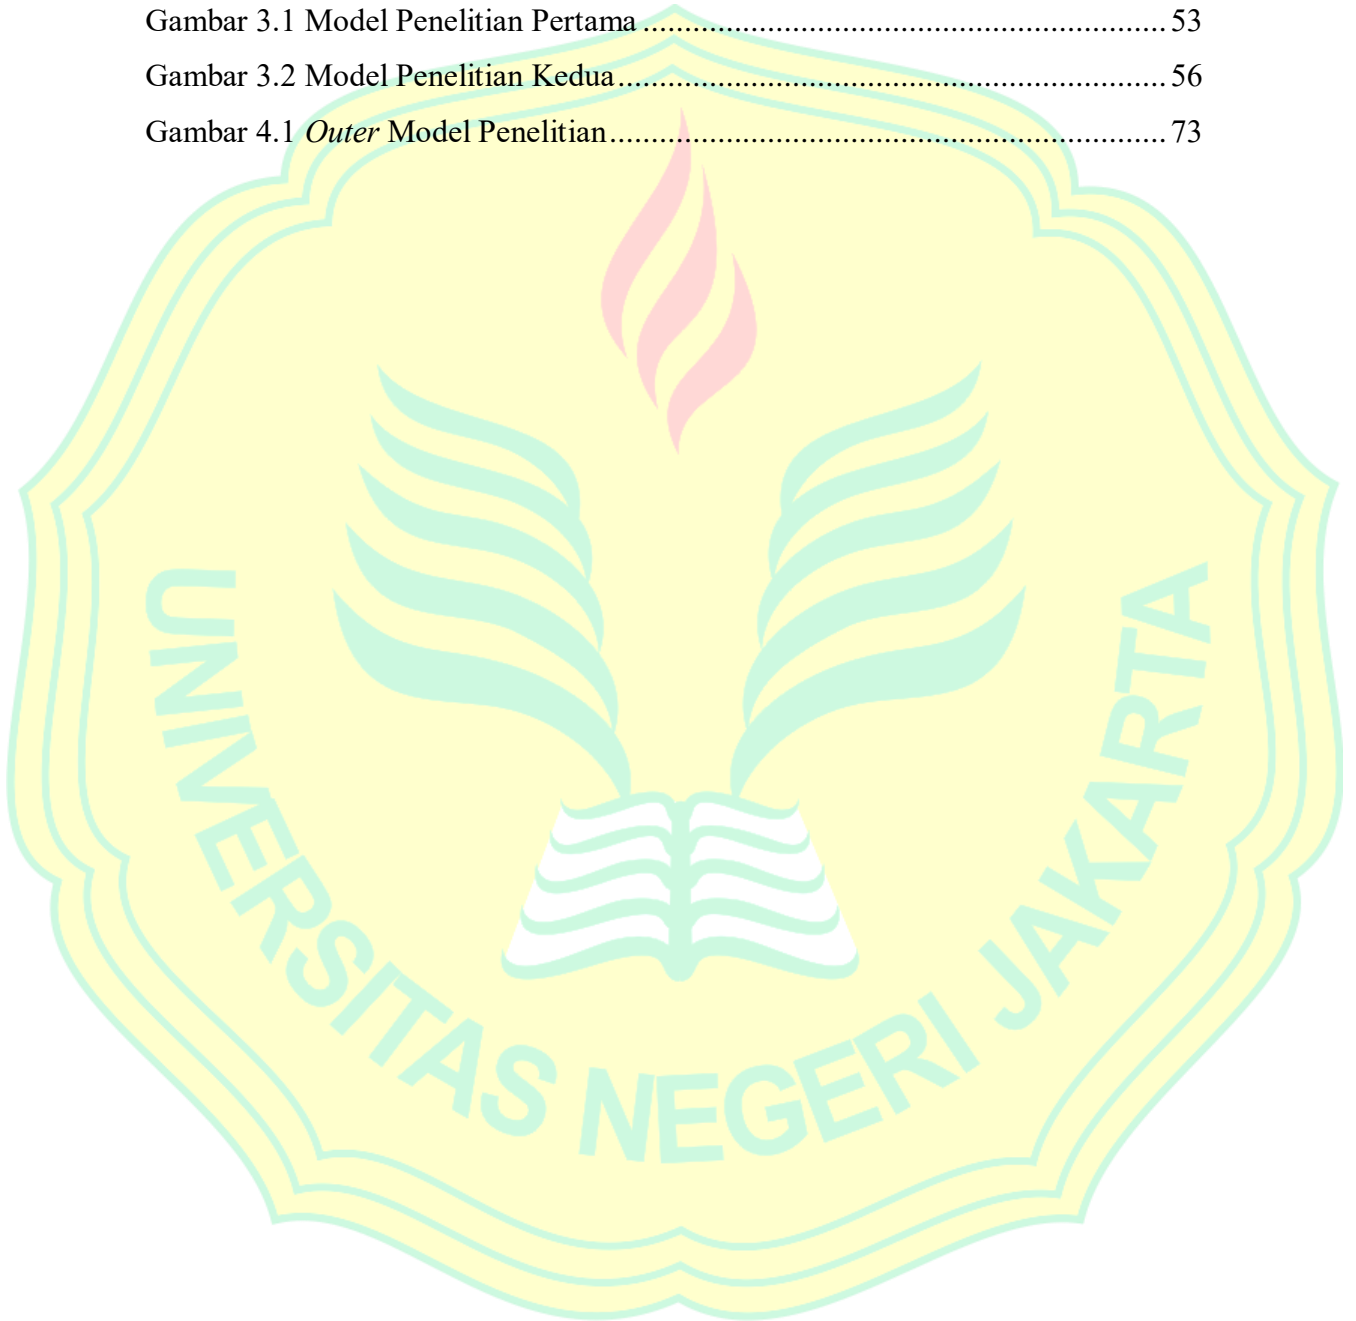 Gambar 3.1 Model Penelitian Pertama ............................................................... 53
Gambar 3.2 Model Penelitian Kedua.................................................................. 56
Gambar 4.1 Outer Model Penelitian................................................................... 73
UNIVERSITAS NEGERI JAKARTA